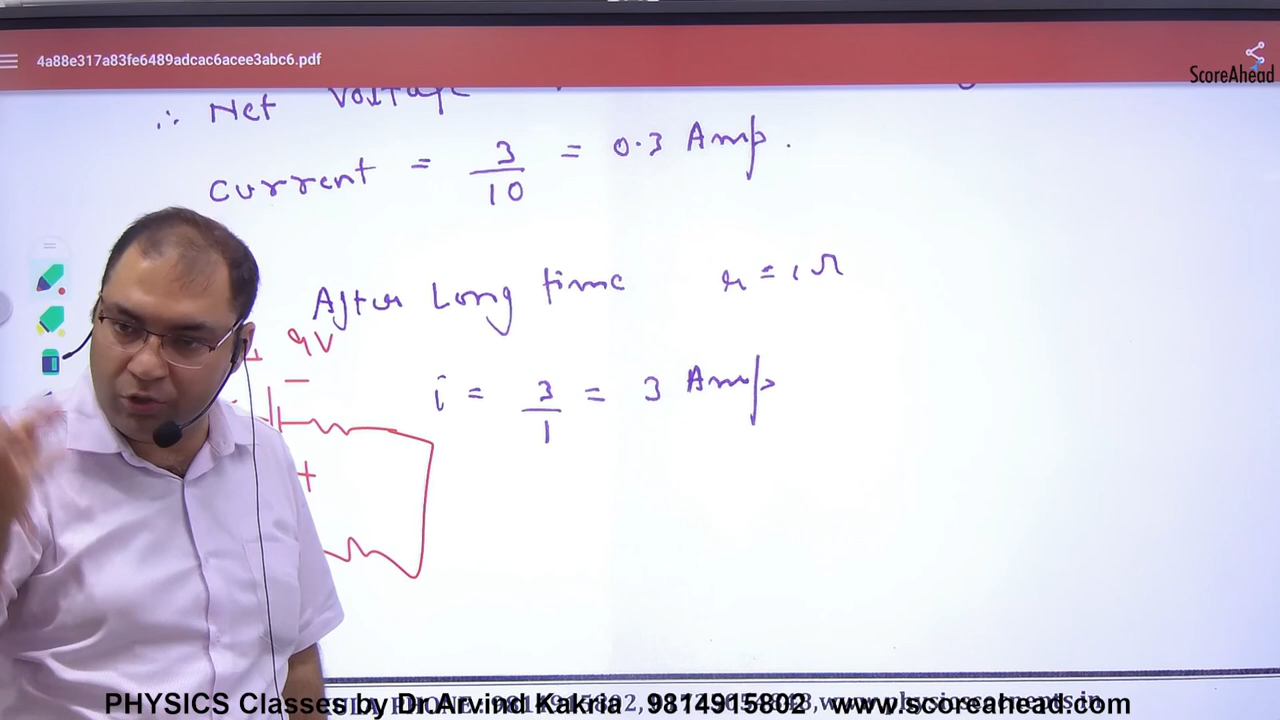 4a88e317a83fe6489adcac6acee3abc6.pdf
ScoreAhead
∴ Net Voltage
Current = 3/10 = 0.3 Amp.
After Long time r = 1 Ω
9V
i = 3/1 = 3 Amp
+
PHYSICS Classes by Dr.Arvind Kakria 9814915802 www.scoreahead.com